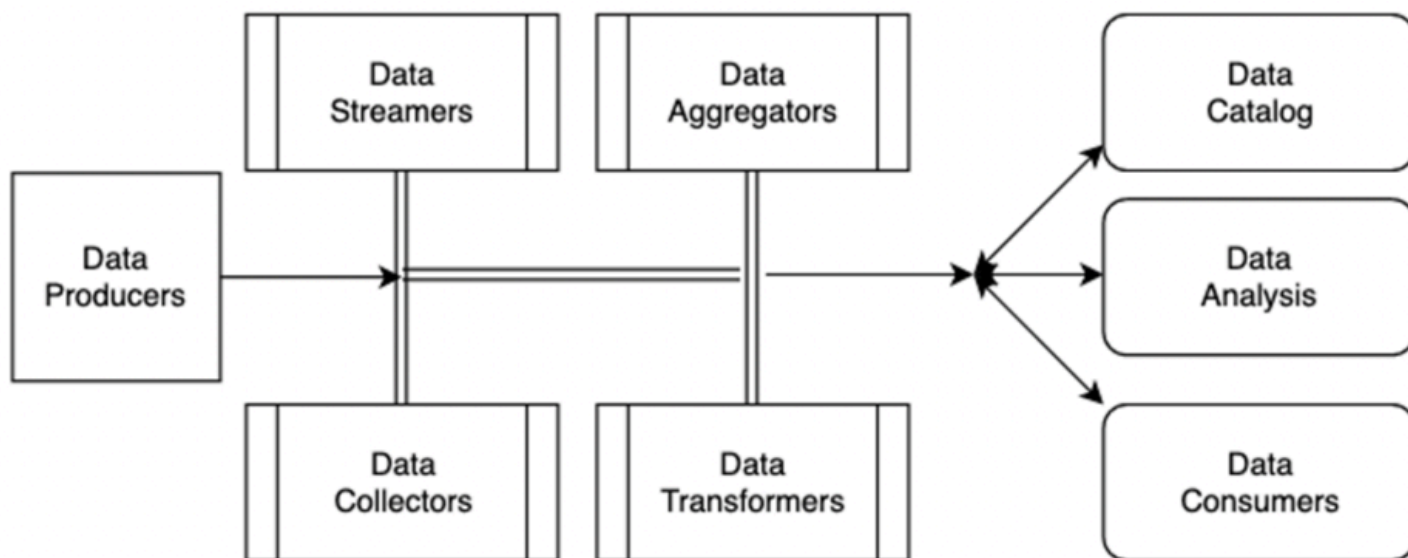 Data
Streamers
Data
Aggregators
Data
Catalog
Data
Producers
Data
Analysis
Data
Collectors
Data
Transformers
Data
Consumers